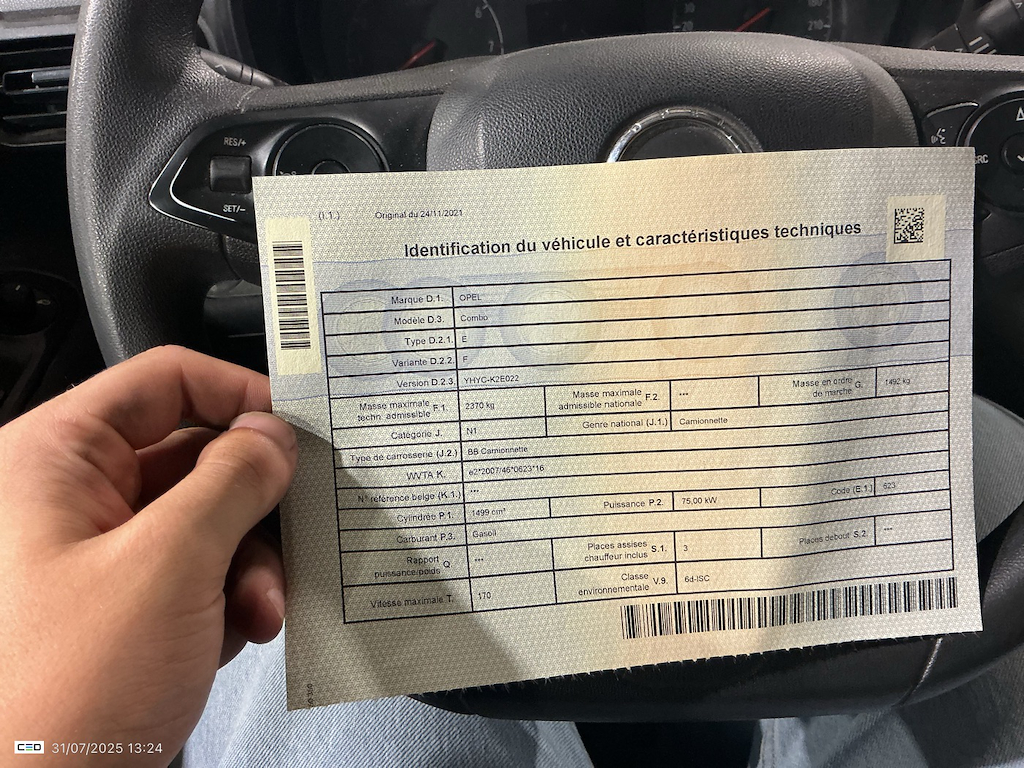 RES/+
SET/-
(I.1.) Original du 24/11/2021
Identification du véhicule et caractéristiques techniques
Marque D.1. OPEL
Modèle D.3. Combo
Type D.2.1. E
Variante D.2.2. F
Version D.2.3. YHYC-K2E022
Masse maximale techn. admissible F.1. 2370 kg Masse maximale admissible nationale F.2. *** Masse en ordre de marche G. 1492 kg
Catégorie J. N1 Genre national (J.1.) Camionnette
Type de carrosserie (J.2.) BB Camionnette
WVTA K. e2*2007/46*0623*16
N° référence belge (K.1.) ***
Cylindrée P.1. 1499 cm³ Puissance P.2. 75,00 kW Code (E.1.) 623
Carburant P.3. Gasoil
Rapport puissance/poids Q. *** Places assises chauffeur inclus S.1. 3 Places debout S.2. ***
Vitesse maximale T. 170 Classe environnementale V.9. 6d-ISC
31/07/2025 13:24